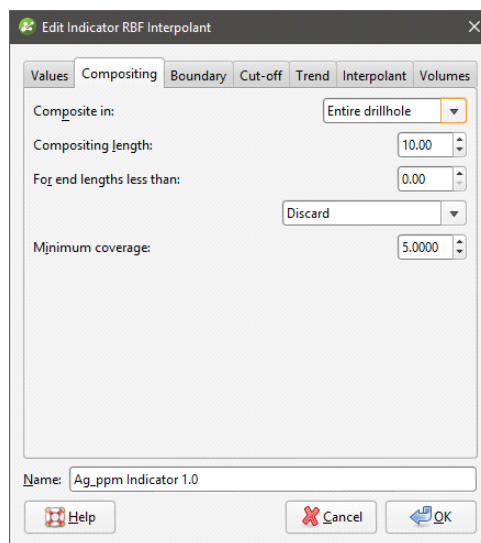 Edit Indicator RBF Interpolant
Values Compositing Boundary Cut-off Trend Interpolant Volumes
Composite in: Entire drillhole
Compositing length: 10.00
For end lengths less than: 0.00
Discard
Minimum coverage: 5.0000
Name: Ag_ppm Indicator 1.0
Help Cancel OK